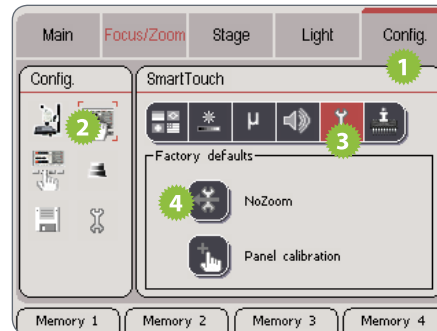 Main Focus/Zoom Stage Light Config.
1
Config. SmartTouch
2
µ
3
Factory defaults
4 NoZoom
Panel calibration
Memory 1 Memory 2 Memory 3 Memory 4